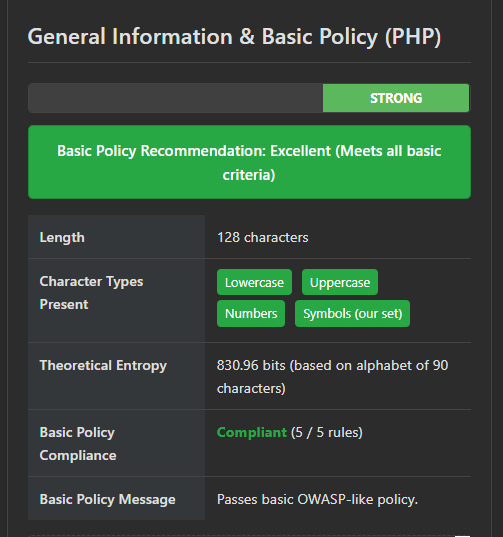 General Information & Basic Policy (PHP)
STRONG
Basic Policy Recommendation: Excellent (Meets all basic
criteria)
Length
128 characters
Character Types
Present
Lowercase
Uppercase
Numbers
Symbols (our set)
Theoretical Entropy
830.96 bits (based on alphabet of 90
characters)
Basic Policy
Compliance
Compliant (5 / 5 rules)
Basic Policy Message
Passes basic OWASP-like policy.